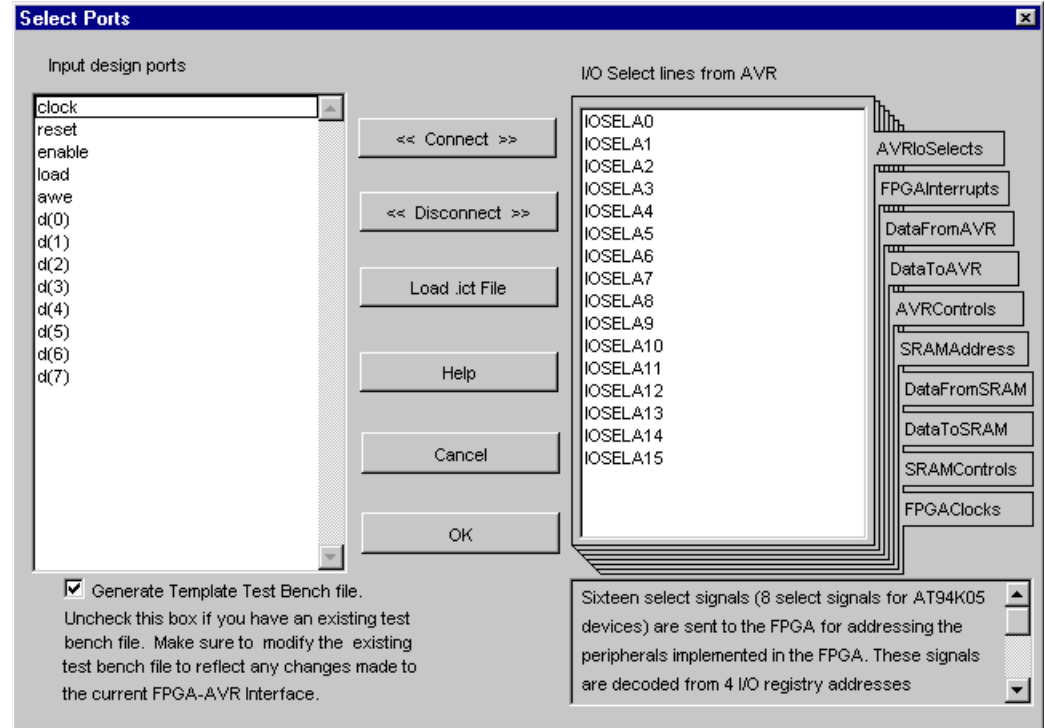 Select Ports
Input design ports
clock
reset
enable
load
awe
d(0)
d(1)
d(2)
d(3)
d(4)
d(5)
d(6)
d(7)
<< Connect >>
<< Disconnect >>
Load .ict File
Help
Cancel
OK
I/O Select lines from AVR
IOSELA0
IOSELA1
IOSELA2
IOSELA3
IOSELA4
IOSELA5
IOSELA6
IOSELA7
IOSELA8
IOSELA9
IOSELA10
IOSELA11
IOSELA12
IOSELA13
IOSELA14
IOSELA15
AVRIoSelects
FPGAInterrupts
DataFromAVR
DataToAVR
AVRControls
SRAMAddress
DataFromSRAM
DataToSRAM
SRAMControls
FPGAClocks
Generate Template Test Bench file.
Uncheck this box if you have an existing test
bench file. Make sure to modify the existing
test bench file to reflect any changes made to
the current FPGA-AVR Interface.
Sixteen select signals (8 select signals for AT94K05
devices) are sent to the FPGA for addressing the
peripherals implemented in the FPGA. These signals
are decoded from 4 I/O registry addresses